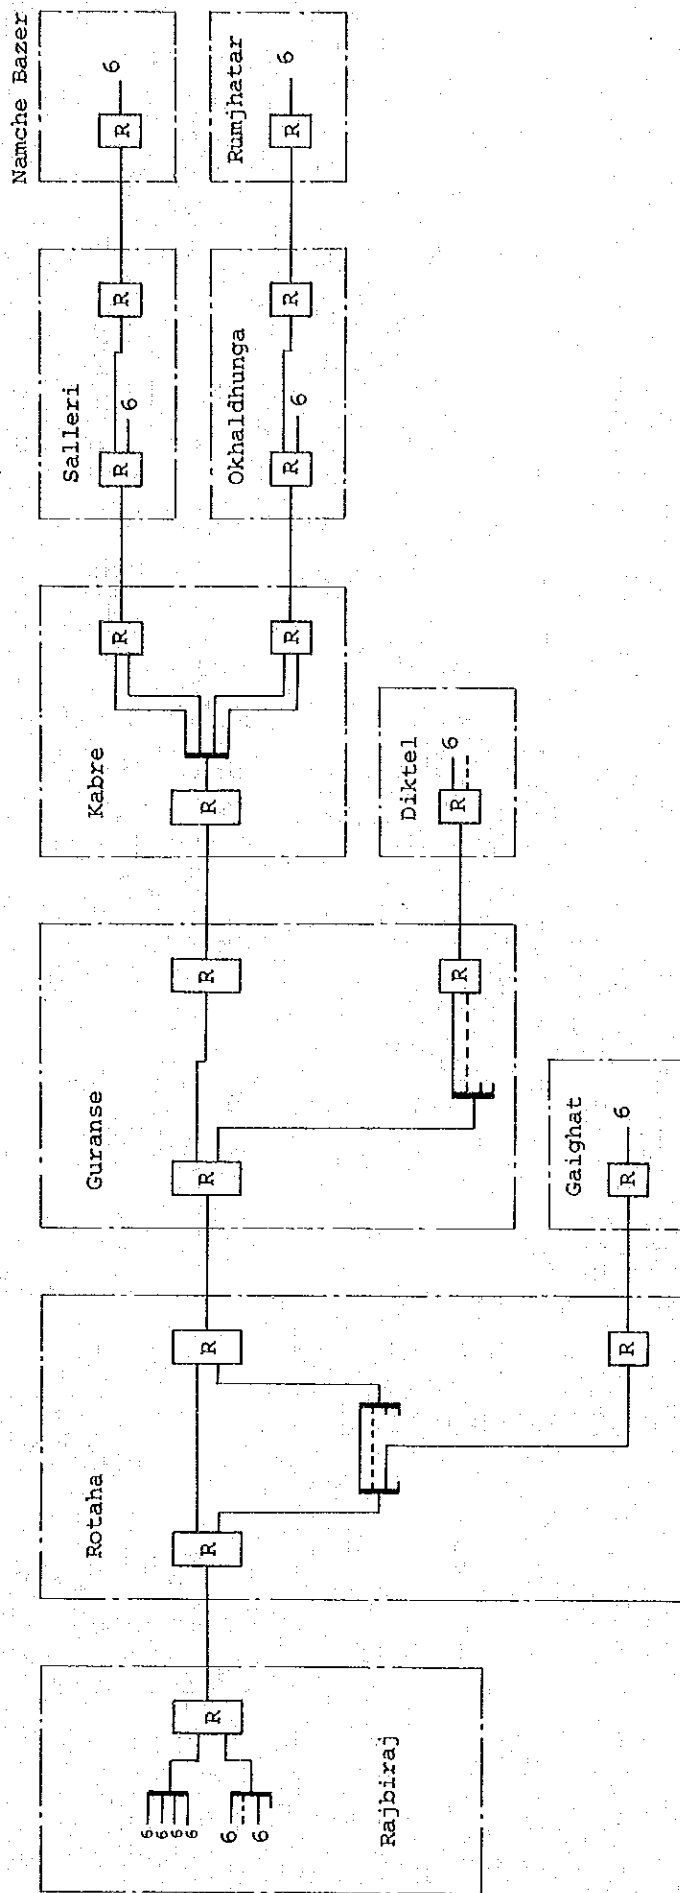 Namche Bazer
R
6
Rumjhatar
R
6
Salleri
R
6
R
Okhaldhunga
R
6
R
Kabre
R
R
R
Diktel
R
6
Guranse
R
R
R
Gaighat
R
6
Rotaha
R
R
R
Rajbiraj
R
6
6
6
6
6
6